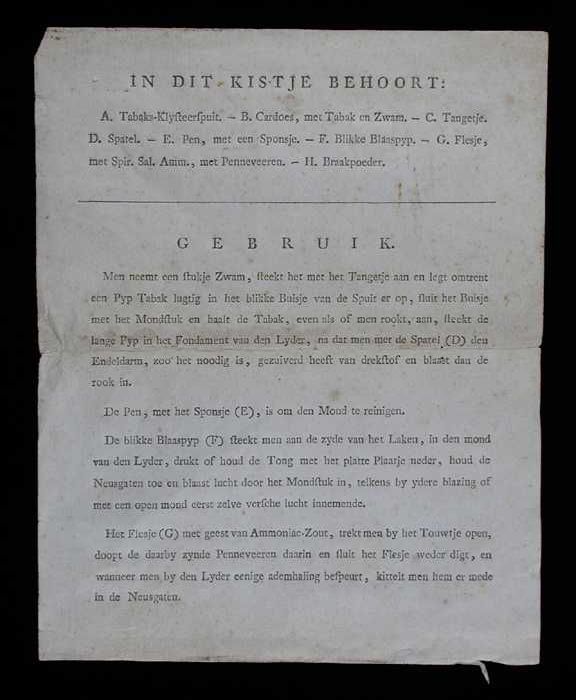 IN DIT KISTJE BEHOORT:
A. Tabaks-Klyſteerſpuit. — B. Cardoes, met Tabak en Zwam. — C. Tangetje.
D. Spatel. — E. Pen, met een Sponsje. — F. Blikke Blaaspyp. — G. Flesje,
met Spir. Sal. Amm., met Penneveeren. — H. Braakpoeder.
GEBRUIK.
Men neemt een ſtukje Zwam, ſteekt het met het Tangetje aan en legt omtrent
een Pyp Tabak lugtig in het blikke Buisje van de Spuit er op, ſluit het Buisje
met het Mondſtuk en haalt de Tabak, even als of men rookt, aan, ſteekt de
lange Pyp in het Fondament van den Lyder, na dat men met de Spatel (D) den
Endeldarm, zoo het noodig is, gezuiverd heeft van drekſtof en blaast dan de
rook in.
De Pen, met het Sponsje (E), is om den Mond te reinigen.
De blikke Blaaspyp (F) ſteekt men aan de zyde van het Laken, in den mond
van den Lyder, drukt of houd de Tong met het platte Plaatje neder, houd de
Neusgaten toe en blaast lucht door het Mondſtuk in, telkens by ydere blazing of
met een open mond eerst zelve verſche lucht innemende.
Het Flesje (G) met geest van Ammoniac-Zout, trekt men by het Touwtje open,
doopt de daarby zynde Penneveeren daarin en ſluit het Flesje weder digt, en
wanneer men by den Lyder eenige ademhaling beſpeurt, kittelt men hem er mede
in de Neusgaten.